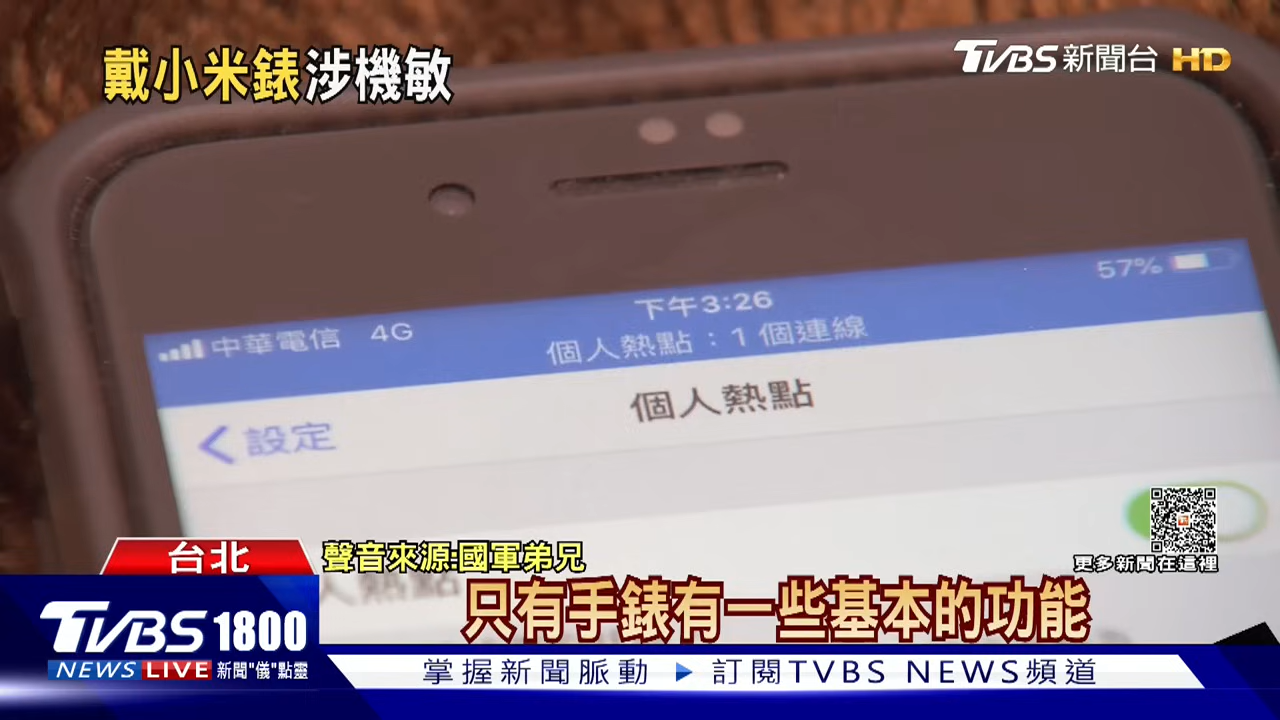 戴小米錶涉機敏
TVBS新聞台 HD
57%
中華電信 4G
下午3:26
個人熱點：1 個連線
設定
個人熱點
更多新聞在這裡
台北
聲音來源:國軍弟兄
人熱點
只有手錶有一些基本的功能
TVBS 1800
NEWS LIVE 新聞"儀"點靈
掌握新聞脈動 ▶ 訂閱TVBS NEWS頻道